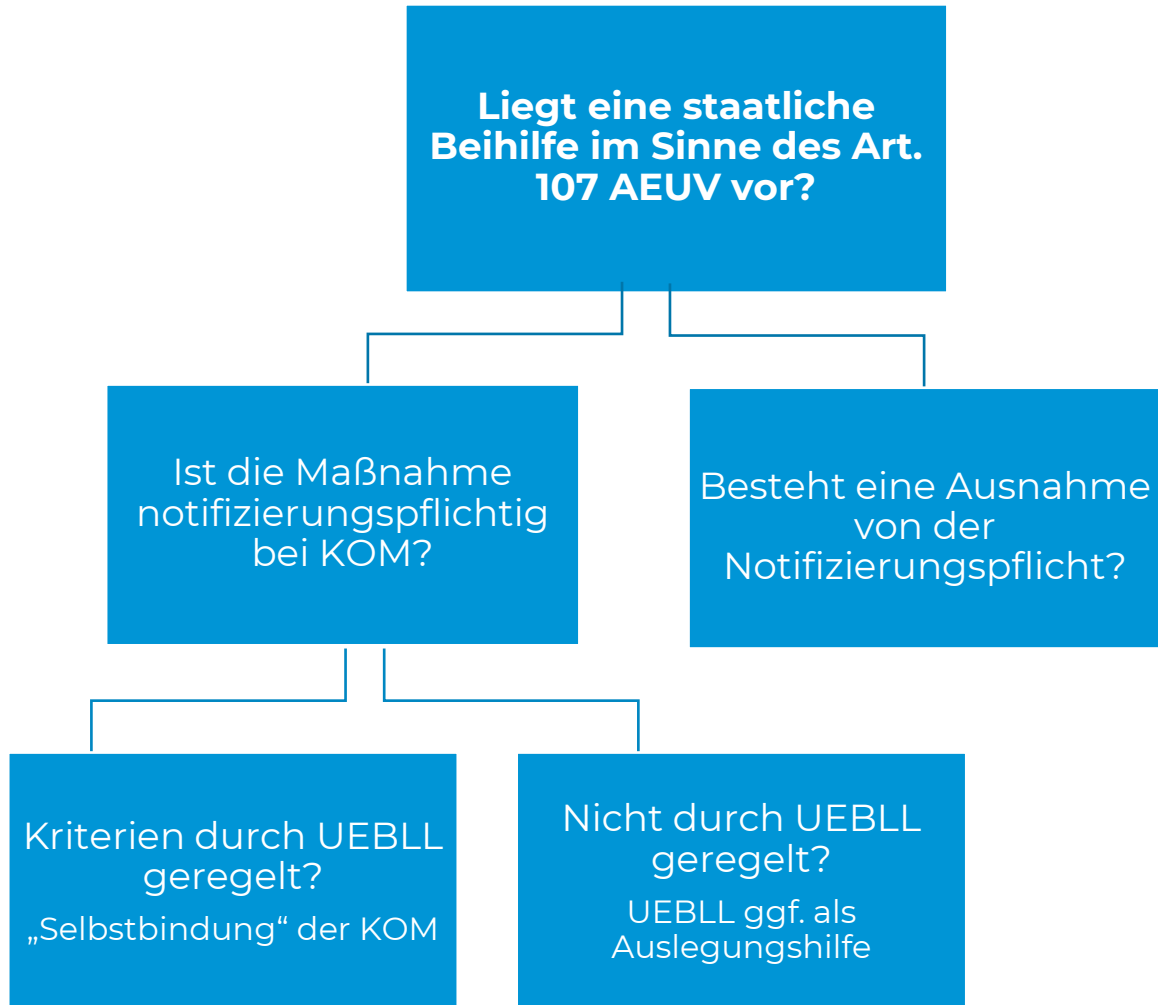 Liegt eine staatliche
Beihilfe im Sinne des Art.
107 AEUV vor?
Ist die Maßnahme
notifizierungspflichtig
bei KOM?
Besteht eine Ausnahme
von der
Notifizierungspflicht?
Kriterien durch UEBLL
geregelt?
„Selbstbindung“ der KOM
Nicht durch UEBLL
geregelt?
UEBLL ggf. als
Auslegungshilfe